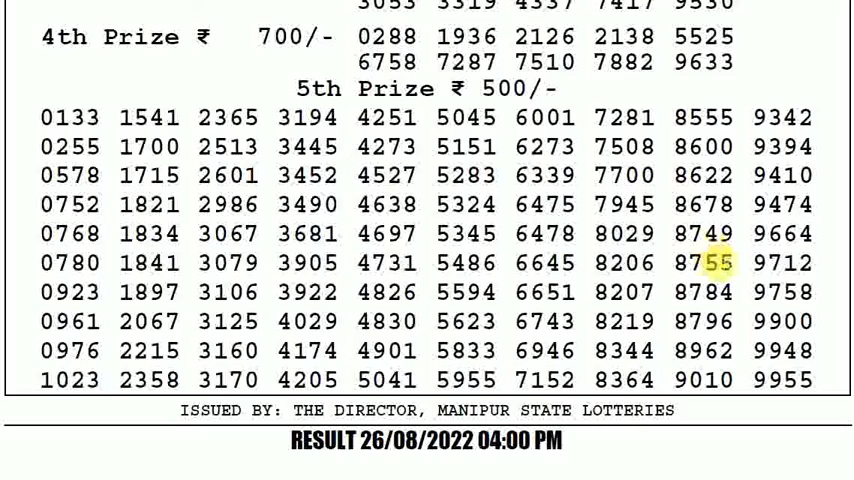 3053 3319 4337 7417 9530
4th Prize ₹ 700/- 0288 1936 2126 2138 5525
6758 7287 7510 7882 9633
5th Prize ₹ 500/-
0133 1541 2365 3194 4251 5045 6001 7281 8555 9342
0255 1700 2513 3445 4273 5151 6273 7508 8600 9394
0578 1715 2601 3452 4527 5283 6339 7700 8622 9410
0752 1821 2986 3490 4638 5324 6475 7945 8678 9474
0768 1834 3067 3681 4697 5345 6478 8029 8749 9664
0780 1841 3079 3905 4731 5486 6645 8206 8755 9712
0923 1897 3106 3922 4826 5594 6651 8207 8784 9758
0961 2067 3125 4029 4830 5623 6743 8219 8796 9900
0976 2215 3160 4174 4901 5833 6946 8344 8962 9948
1023 2358 3170 4205 5041 5955 7152 8364 9010 9955
ISSUED BY: THE DIRECTOR, MANIPUR STATE LOTTERIES
RESULT 26/08/2022 04:00 PM